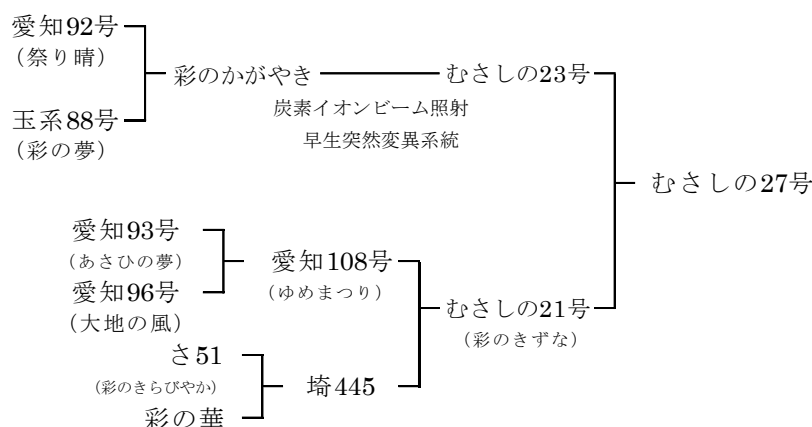 愛知92号
(祭り晴)
彩のかがやき
むさしの23号
炭素イオンビーム照射
早生突然変異系統
玉系88号
(彩の夢)
むさしの27号
愛知93号
(あさひの夢)
愛知108号
(ゆめまつり)
愛知96号
(大地の風)
むさしの21号
(彩のきずな)
さ51
(彩のきらびやか)
埼445
彩の華